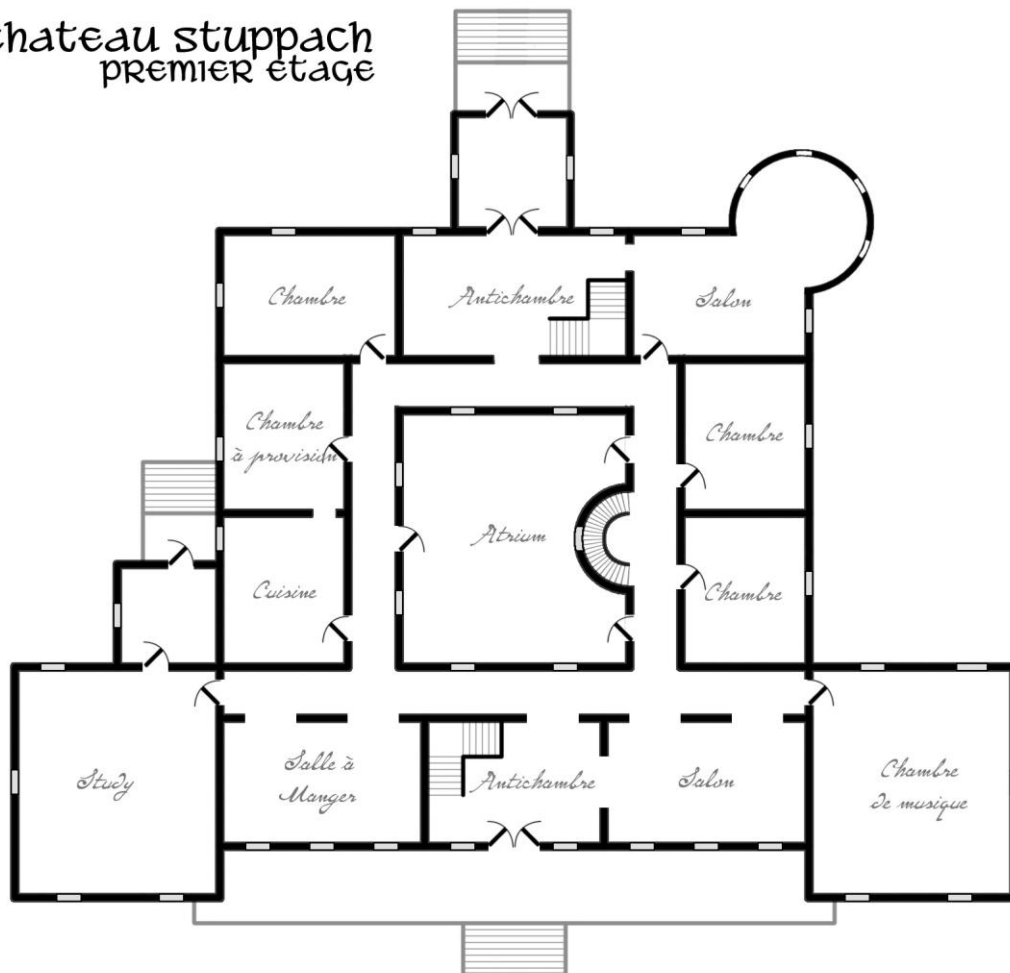 chateau stuppach
PREMIER ETAGE
Chambre
Antichambre
Salon
Chambre
à provision
Chambre
Atrium
Cuisine
Chambre
Study
Salle à
Manger
Antichambre
Salon
Chambre
de musique